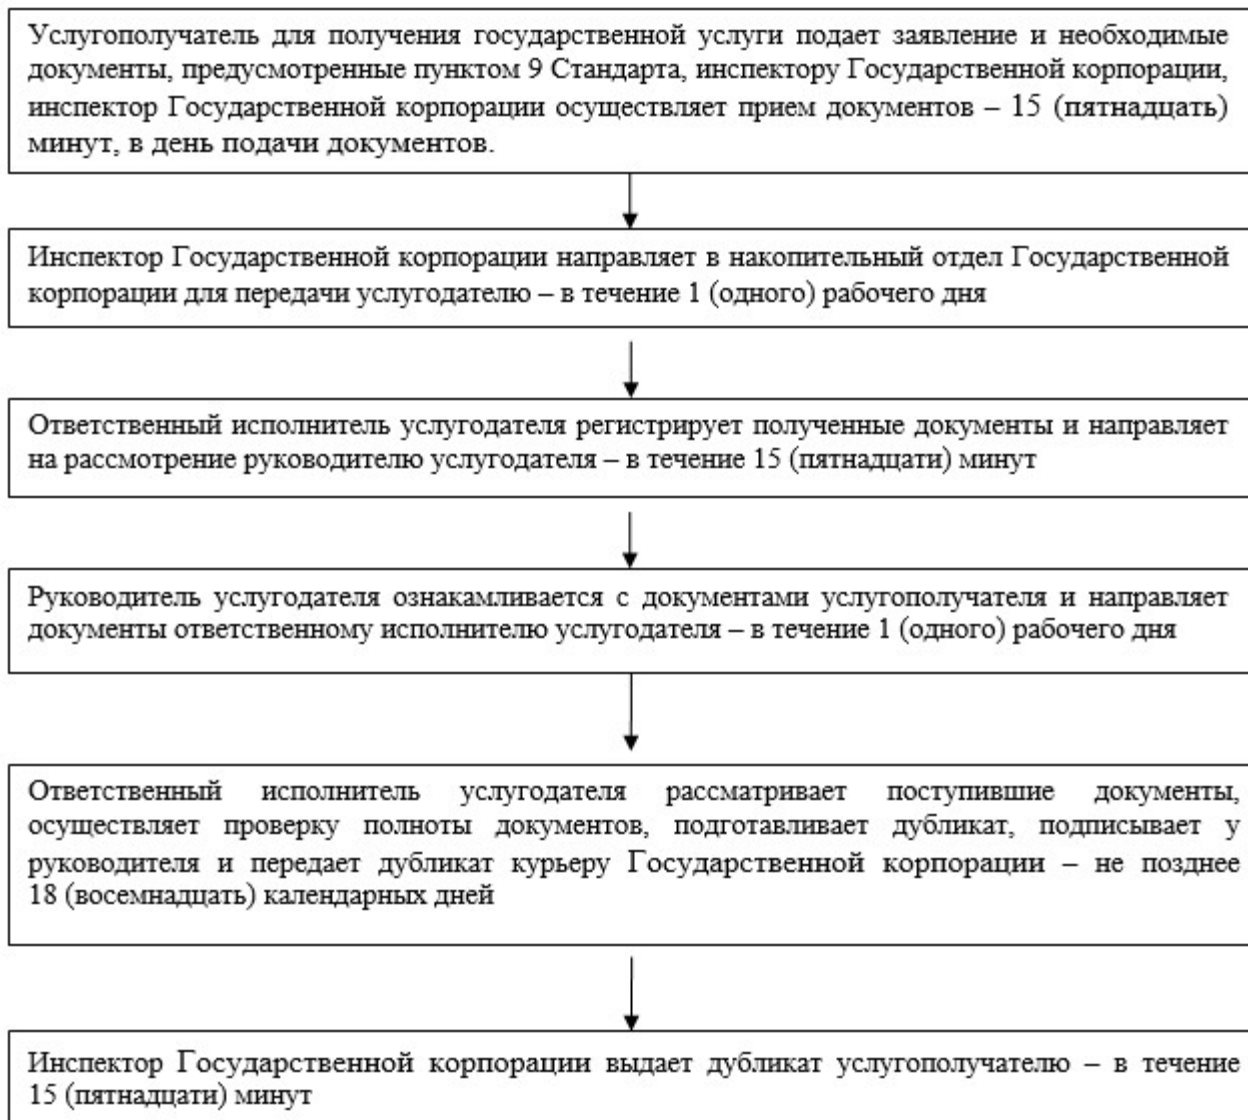 Услугополучатель для получения государственной услуги подает заявление и необходимые
документы, предусмотренные пунктом 9 Стандарта, инспектору Государственной корпорации,
инспектор Государственной корпорации осуществляет прием документов – 15 (пятнадцать)
минут, в день подачи документов.
Инспектор Государственной корпорации направляет в накопительный отдел Государственной
корпорации для передачи услугодателю – в течение 1 (одного) рабочего дня
Ответственный исполнитель услугодателя регистрирует полученные документы и направляет
на рассмотрение руководителю услугодателя – в течение 15 (пятнадцати) минут
Руководитель услугодателя ознакамливается с документами услугополучателя и направляет
документы ответственному исполнителю услугодателя – в течение 1 (одного) рабочего дня
Ответственный исполнитель услугодателя рассматривает поступившие документы,
осуществляет проверку полноты документов, подготавливает дубликат, подписывает у
руководителя и передает дубликат курьеру Государственной корпорации – не позднее
18 (восемнадцать) календарных дней
Инспектор Государственной корпорации выдает дубликат услугополучателю – в течение
15 (пятнадцати) минут